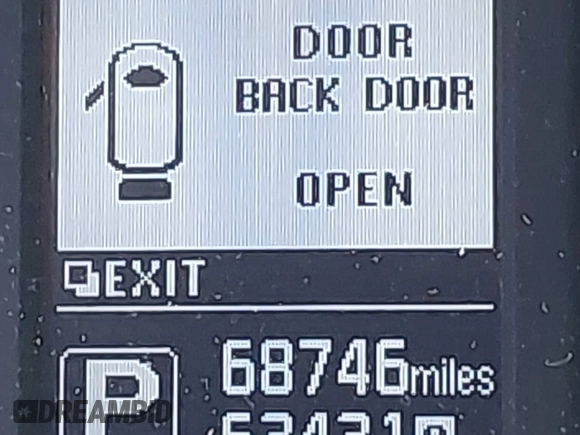 DOOR
BACK DOOR
OPEN
EXIT
68746miles
P
DREAMBID